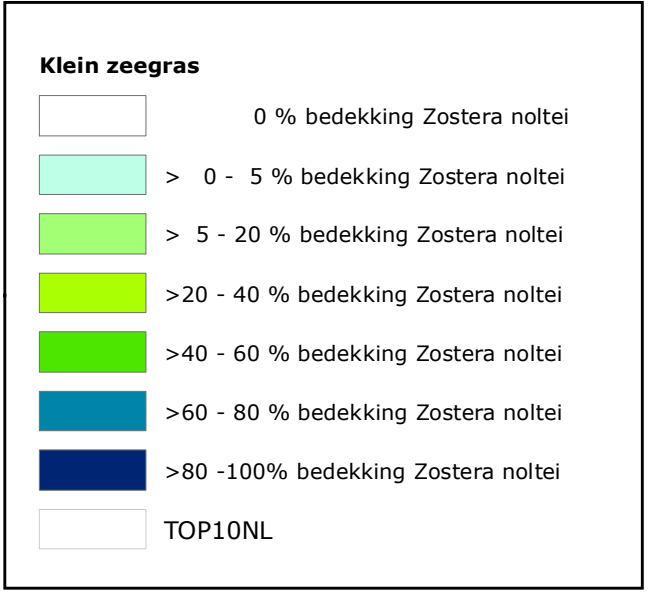 Klein zeegras
0 % bedekking Zostera noltei
>   0 -  5 % bedekking Zostera noltei
>  5 - 20 % bedekking Zostera noltei
>20 - 40 % bedekking Zostera noltei
>40 - 60 % bedekking Zostera noltei
>60 - 80 % bedekking Zostera noltei
>80 -100% bedekking Zostera noltei
TOP10NL